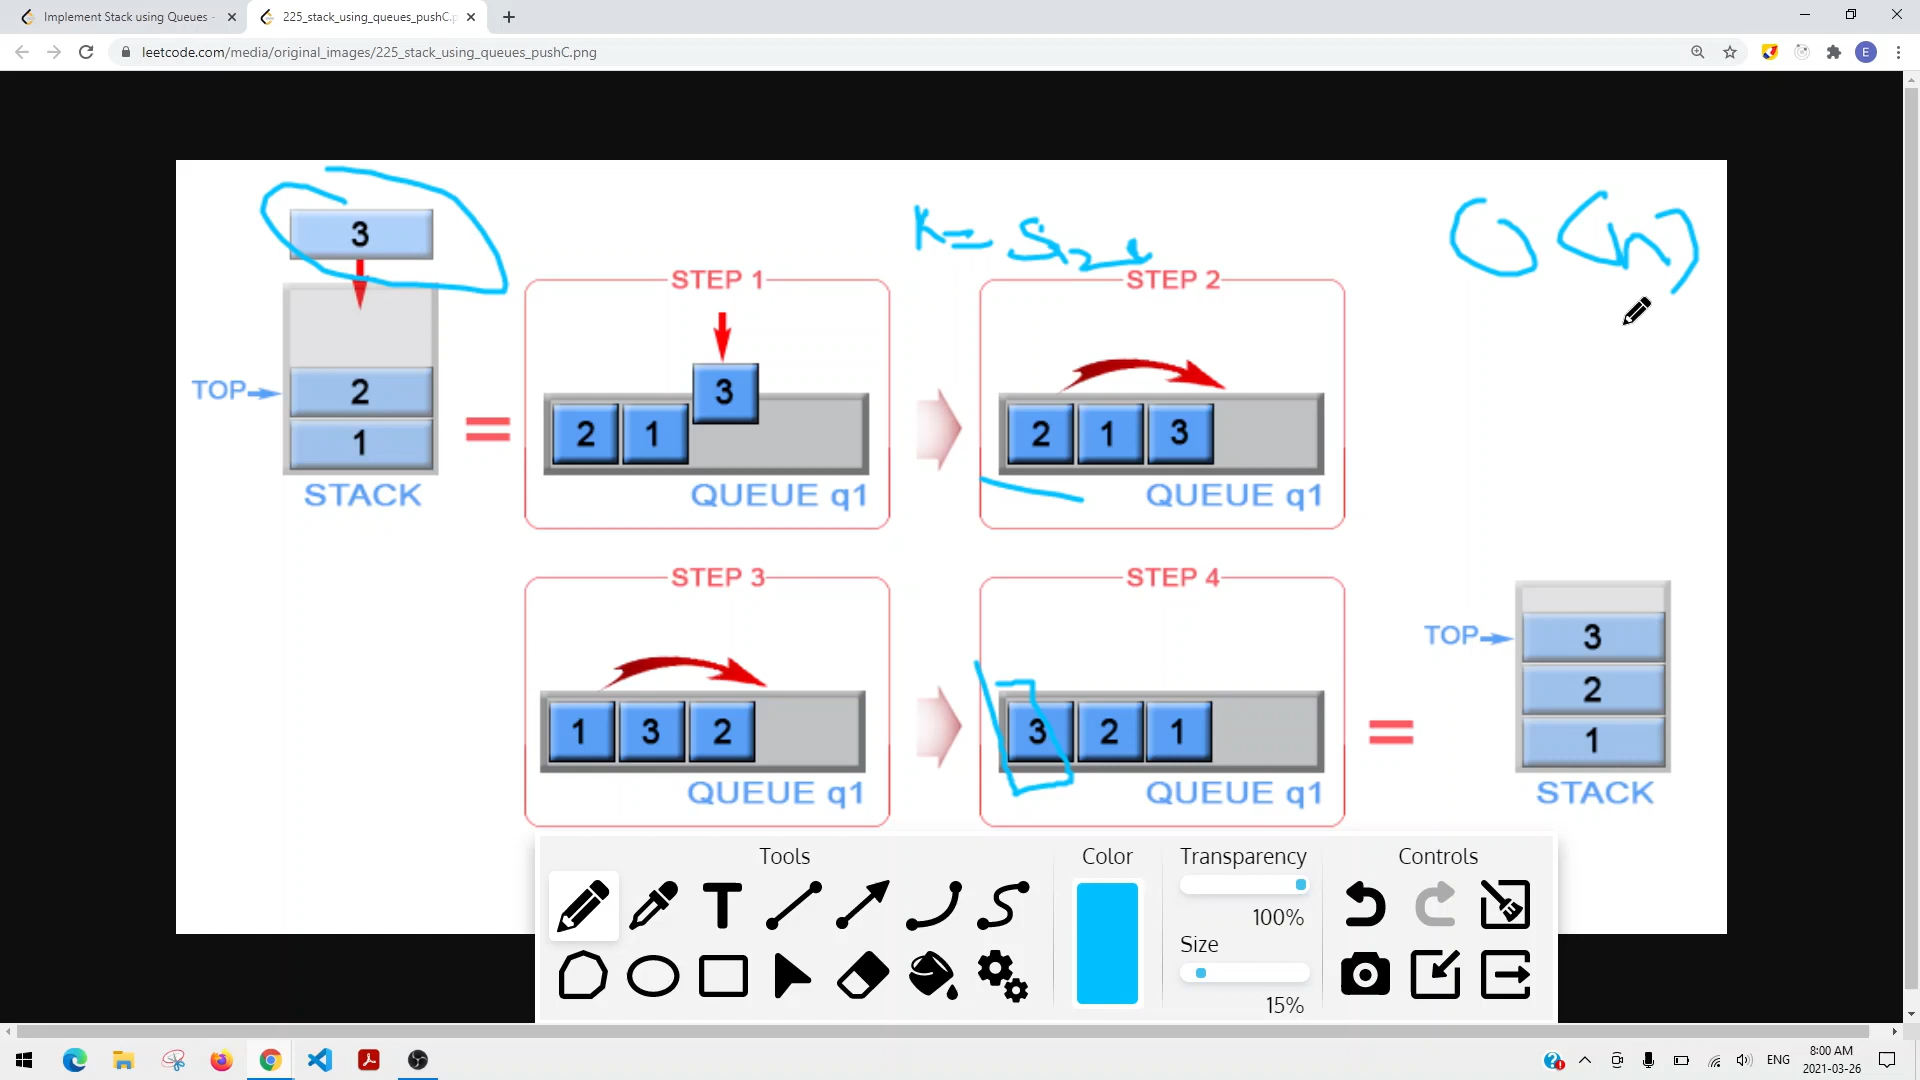 Implement Stack using Queues -
225_stack_using_queues_pushC.p
leetcode.com/media/original_images/225_stack_using_queues_pushC.png
E
3
K = Size
O(n)
STEP 1
STEP 2
3
TOP
2
1
STACK
=
2 1
QUEUE q1
2 1 3
QUEUE q1
STEP 3
STEP 4
1 3 2
QUEUE q1
3 2 1
QUEUE q1
=
TOP
3
2
1
STACK
Tools
Color
Transparency
Controls
100%
Size
15%
ENG
8:00 AM
2021-03-26